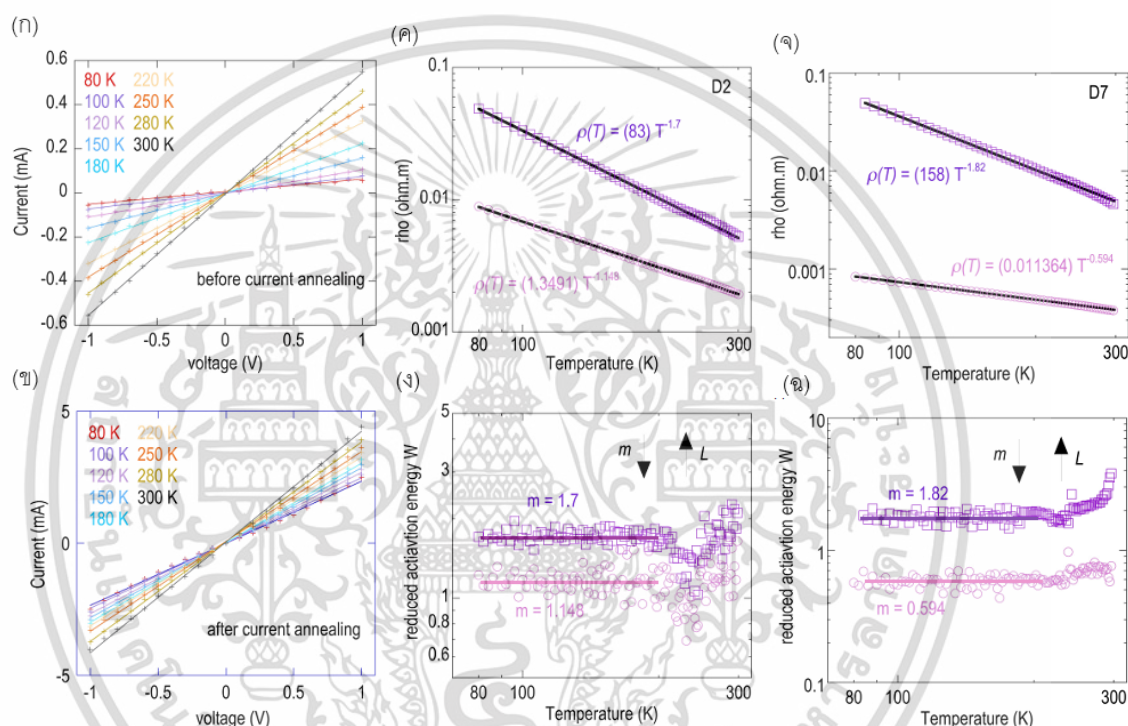 (ก)
0.6
0.4
0.2
0
-0.2
-0.4
-0.6
Current (mA)
80 K 220 K
100 K 250 K
120 K 280 K
150 K 300 K
180 K
before current annealing
-1 -0.5 0 0.5 1
voltage (V)
(ค)
0.1
0.01
0.001
rho (ohm.m)
D2
ρ(T) = (83) T^-1.7
ρ(T) = (1.3491) T^-1.148
80 100 300
Temperature (K)
(จ)
0.1
0.01
0.001
rho (ohm.m)
D7
ρ(T) = (158) T^-1.82
ρ(T) = (0.011364) T^-0.594
80 100 300
Temperature (K)
(ข)
5
0
-5
Current (mA)
80 K 220 K
100 K 250 K
120 K 280 K
150 K 300 K
180 K
after current annealing
-1 -0.5 0 0.5 1
voltage (V)
(ง)
5
3
1
0.6
reduced actiavtion energy W
m L
m = 1.7
m = 1.148
80 100 300
Temperature (K)
(ฉ)
10
1
0.1
reduced actiavtion energy W
m L
m = 1.82
m = 0.594
80 100 300
Temperature (K)